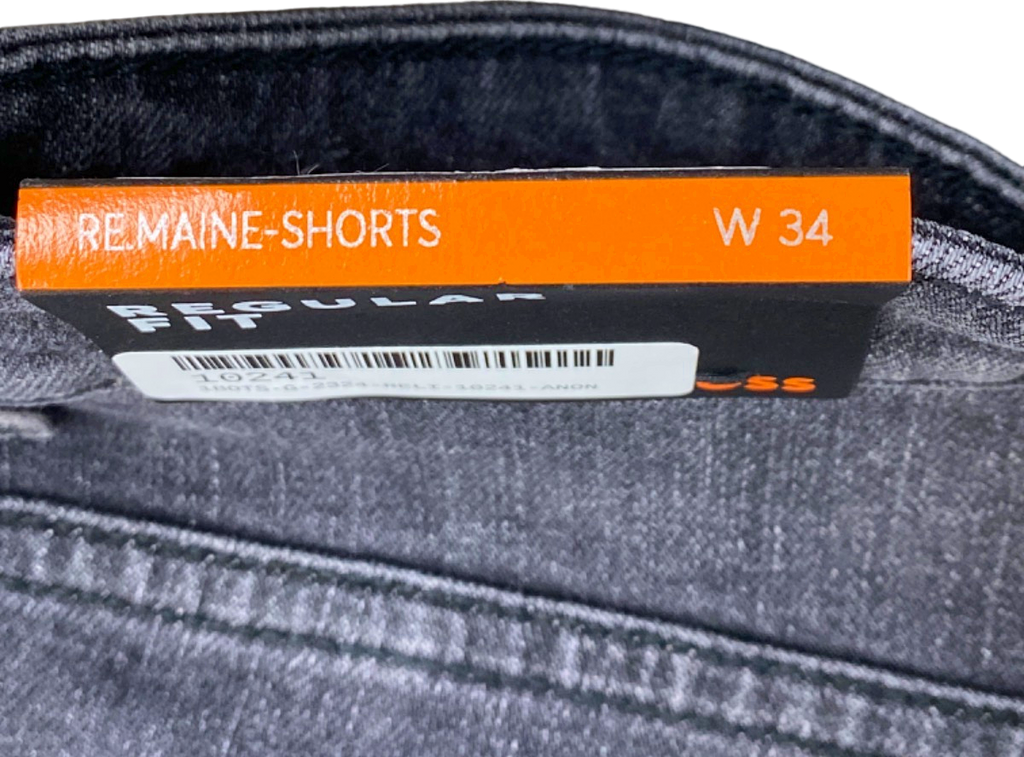 RE.MAINE-SHORTS W 34
REGULAR
FIT
10241